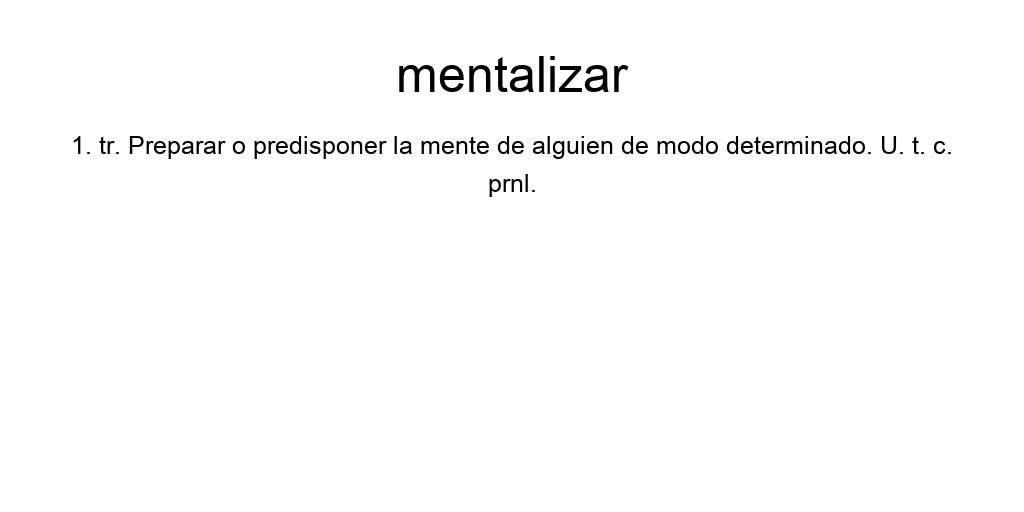 mentalizar
1. tr. Preparar o predisponer la mente de alguien de modo determinado. U. t. c.
prnl.